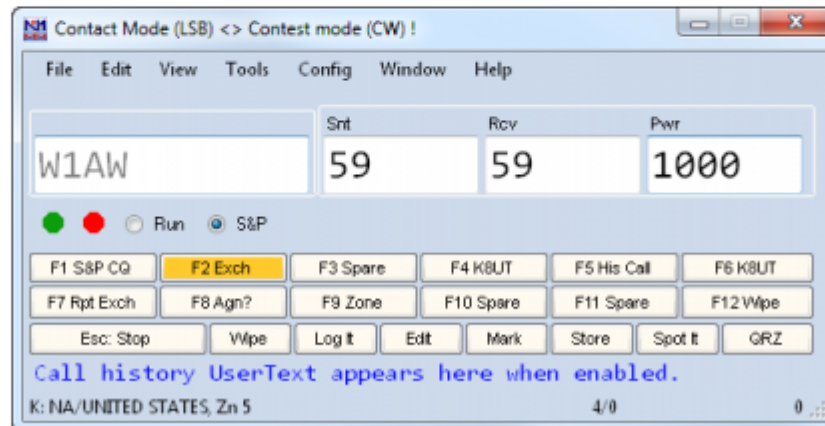 Contact Mode (LSB) <> Contest mode (CW) !
File Edit View Tools Config Window Help
Snt Rcv Pwr
W1AW 59 59 1000
Run S&P
F1 S&P CQ F2 Exch F3 Spare F4 K8UT F5 His Call F6 K8UT
F7 Rpt Exch F8 Agn? F9 Zone F10 Spare F11 Spare F12 Wipe
Esc: Stop Wipe Log It Edit Mark Store Spot It QRZ
Call history UserText appears here when enabled.
K: NA/UNITED STATES, Zn 5 4/0 0